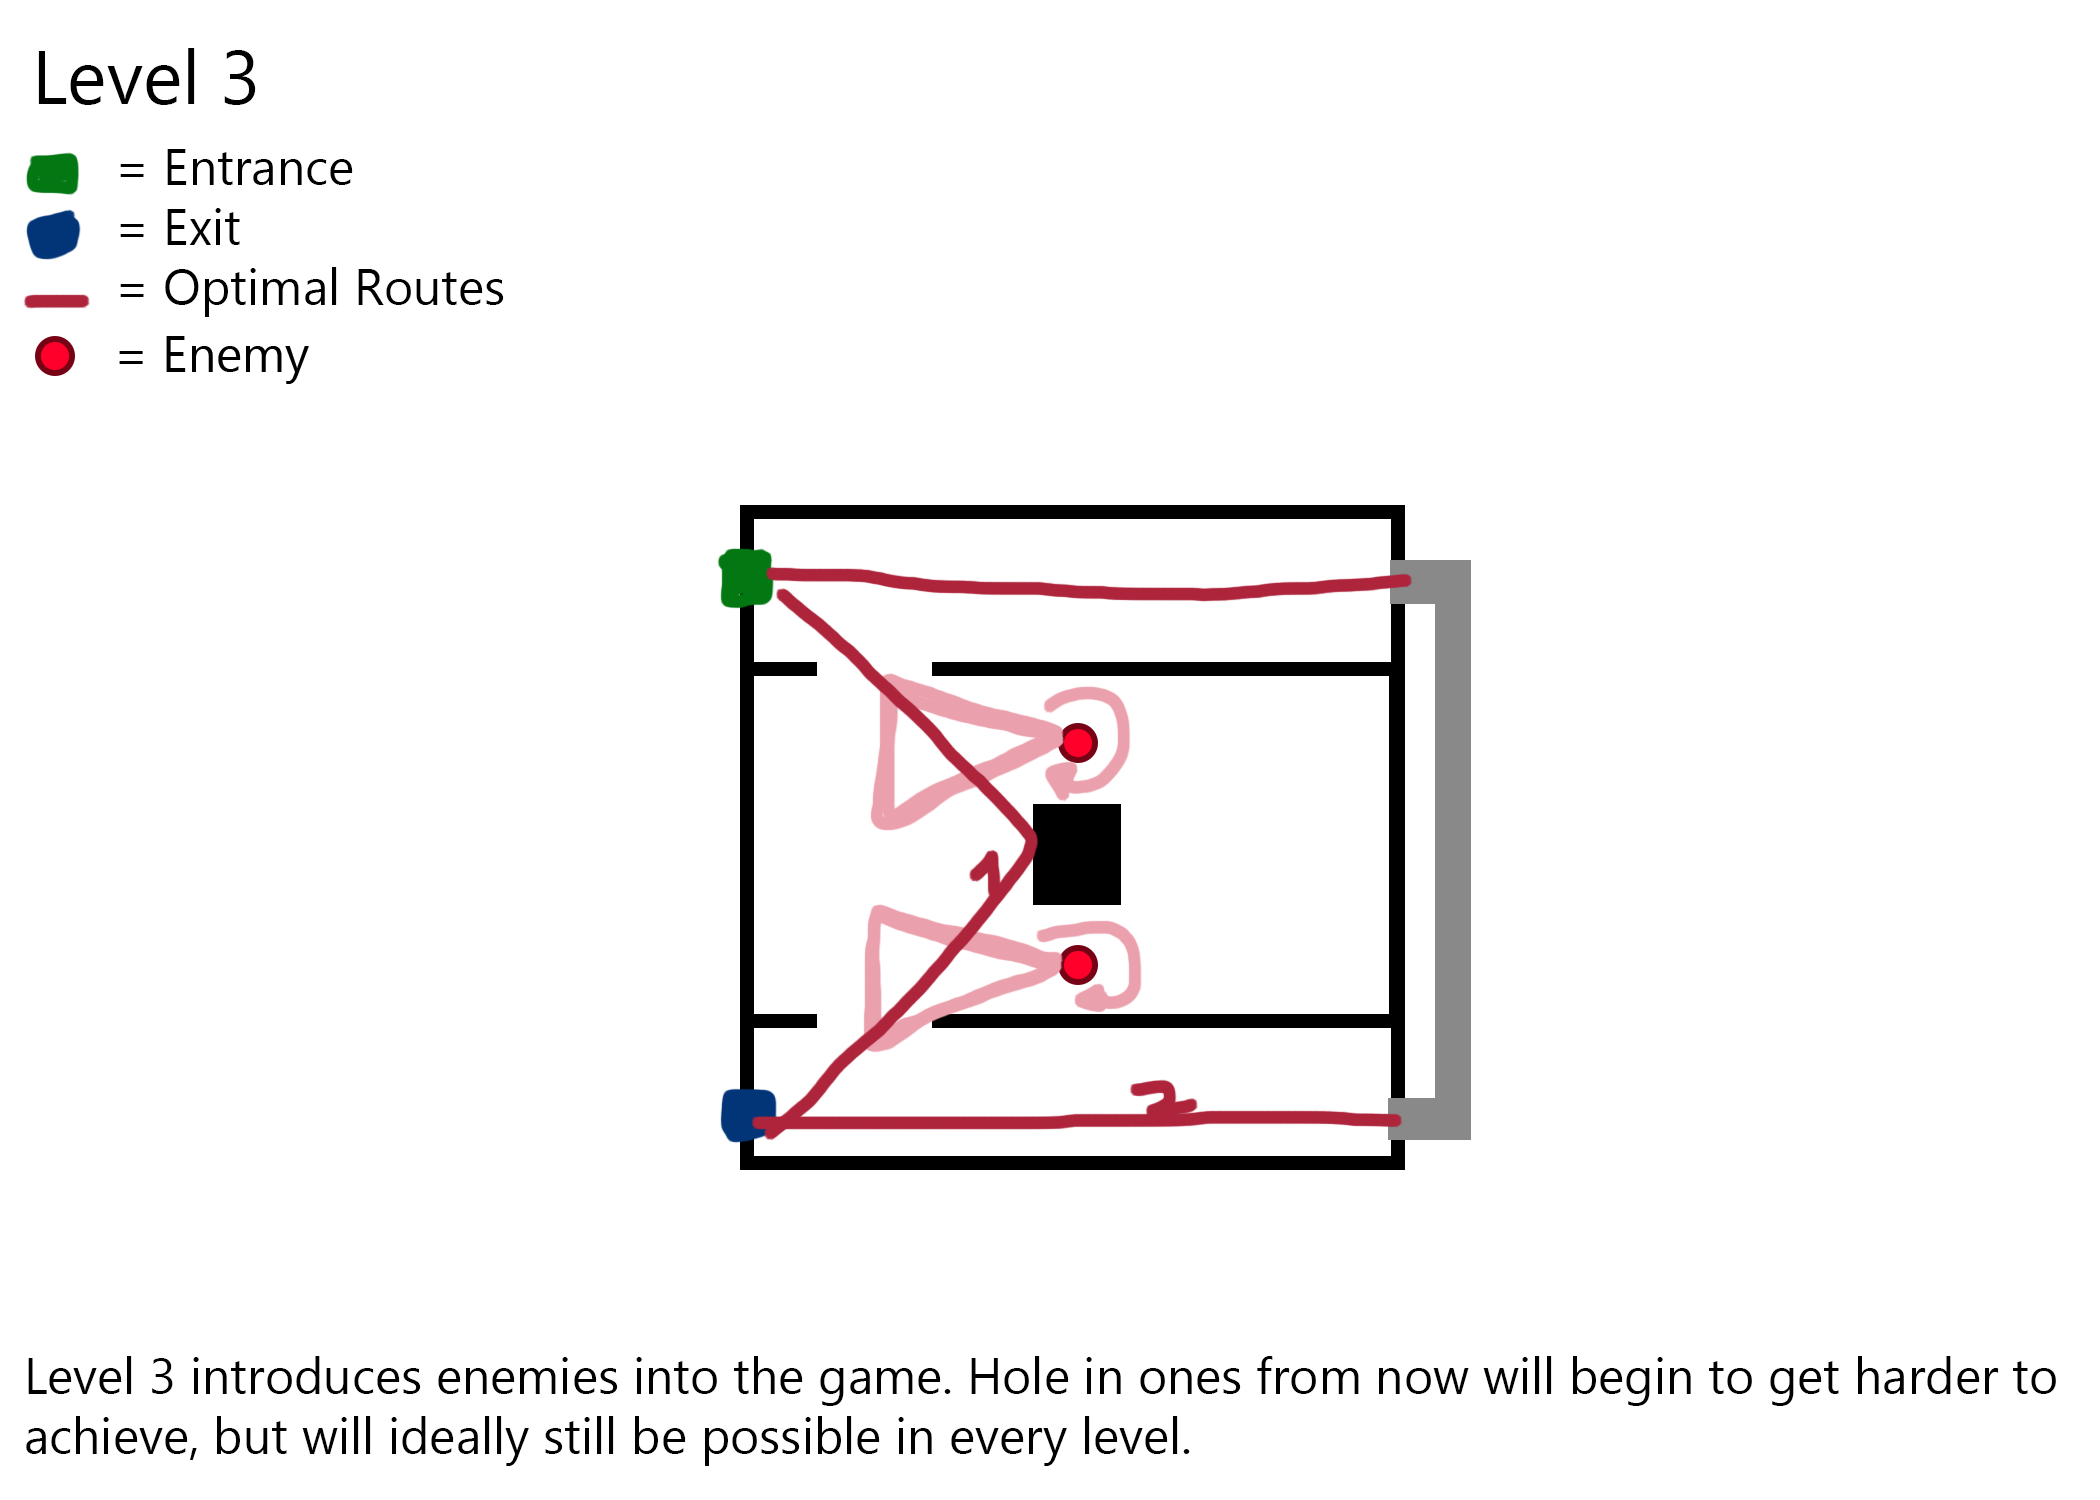 Level 3
= Entrance
= Exit
= Optimal Routes
= Enemy
1
2
Level 3 introduces enemies into the game. Hole in ones from now will begin to get harder to
achieve, but will ideally still be possible in every level.